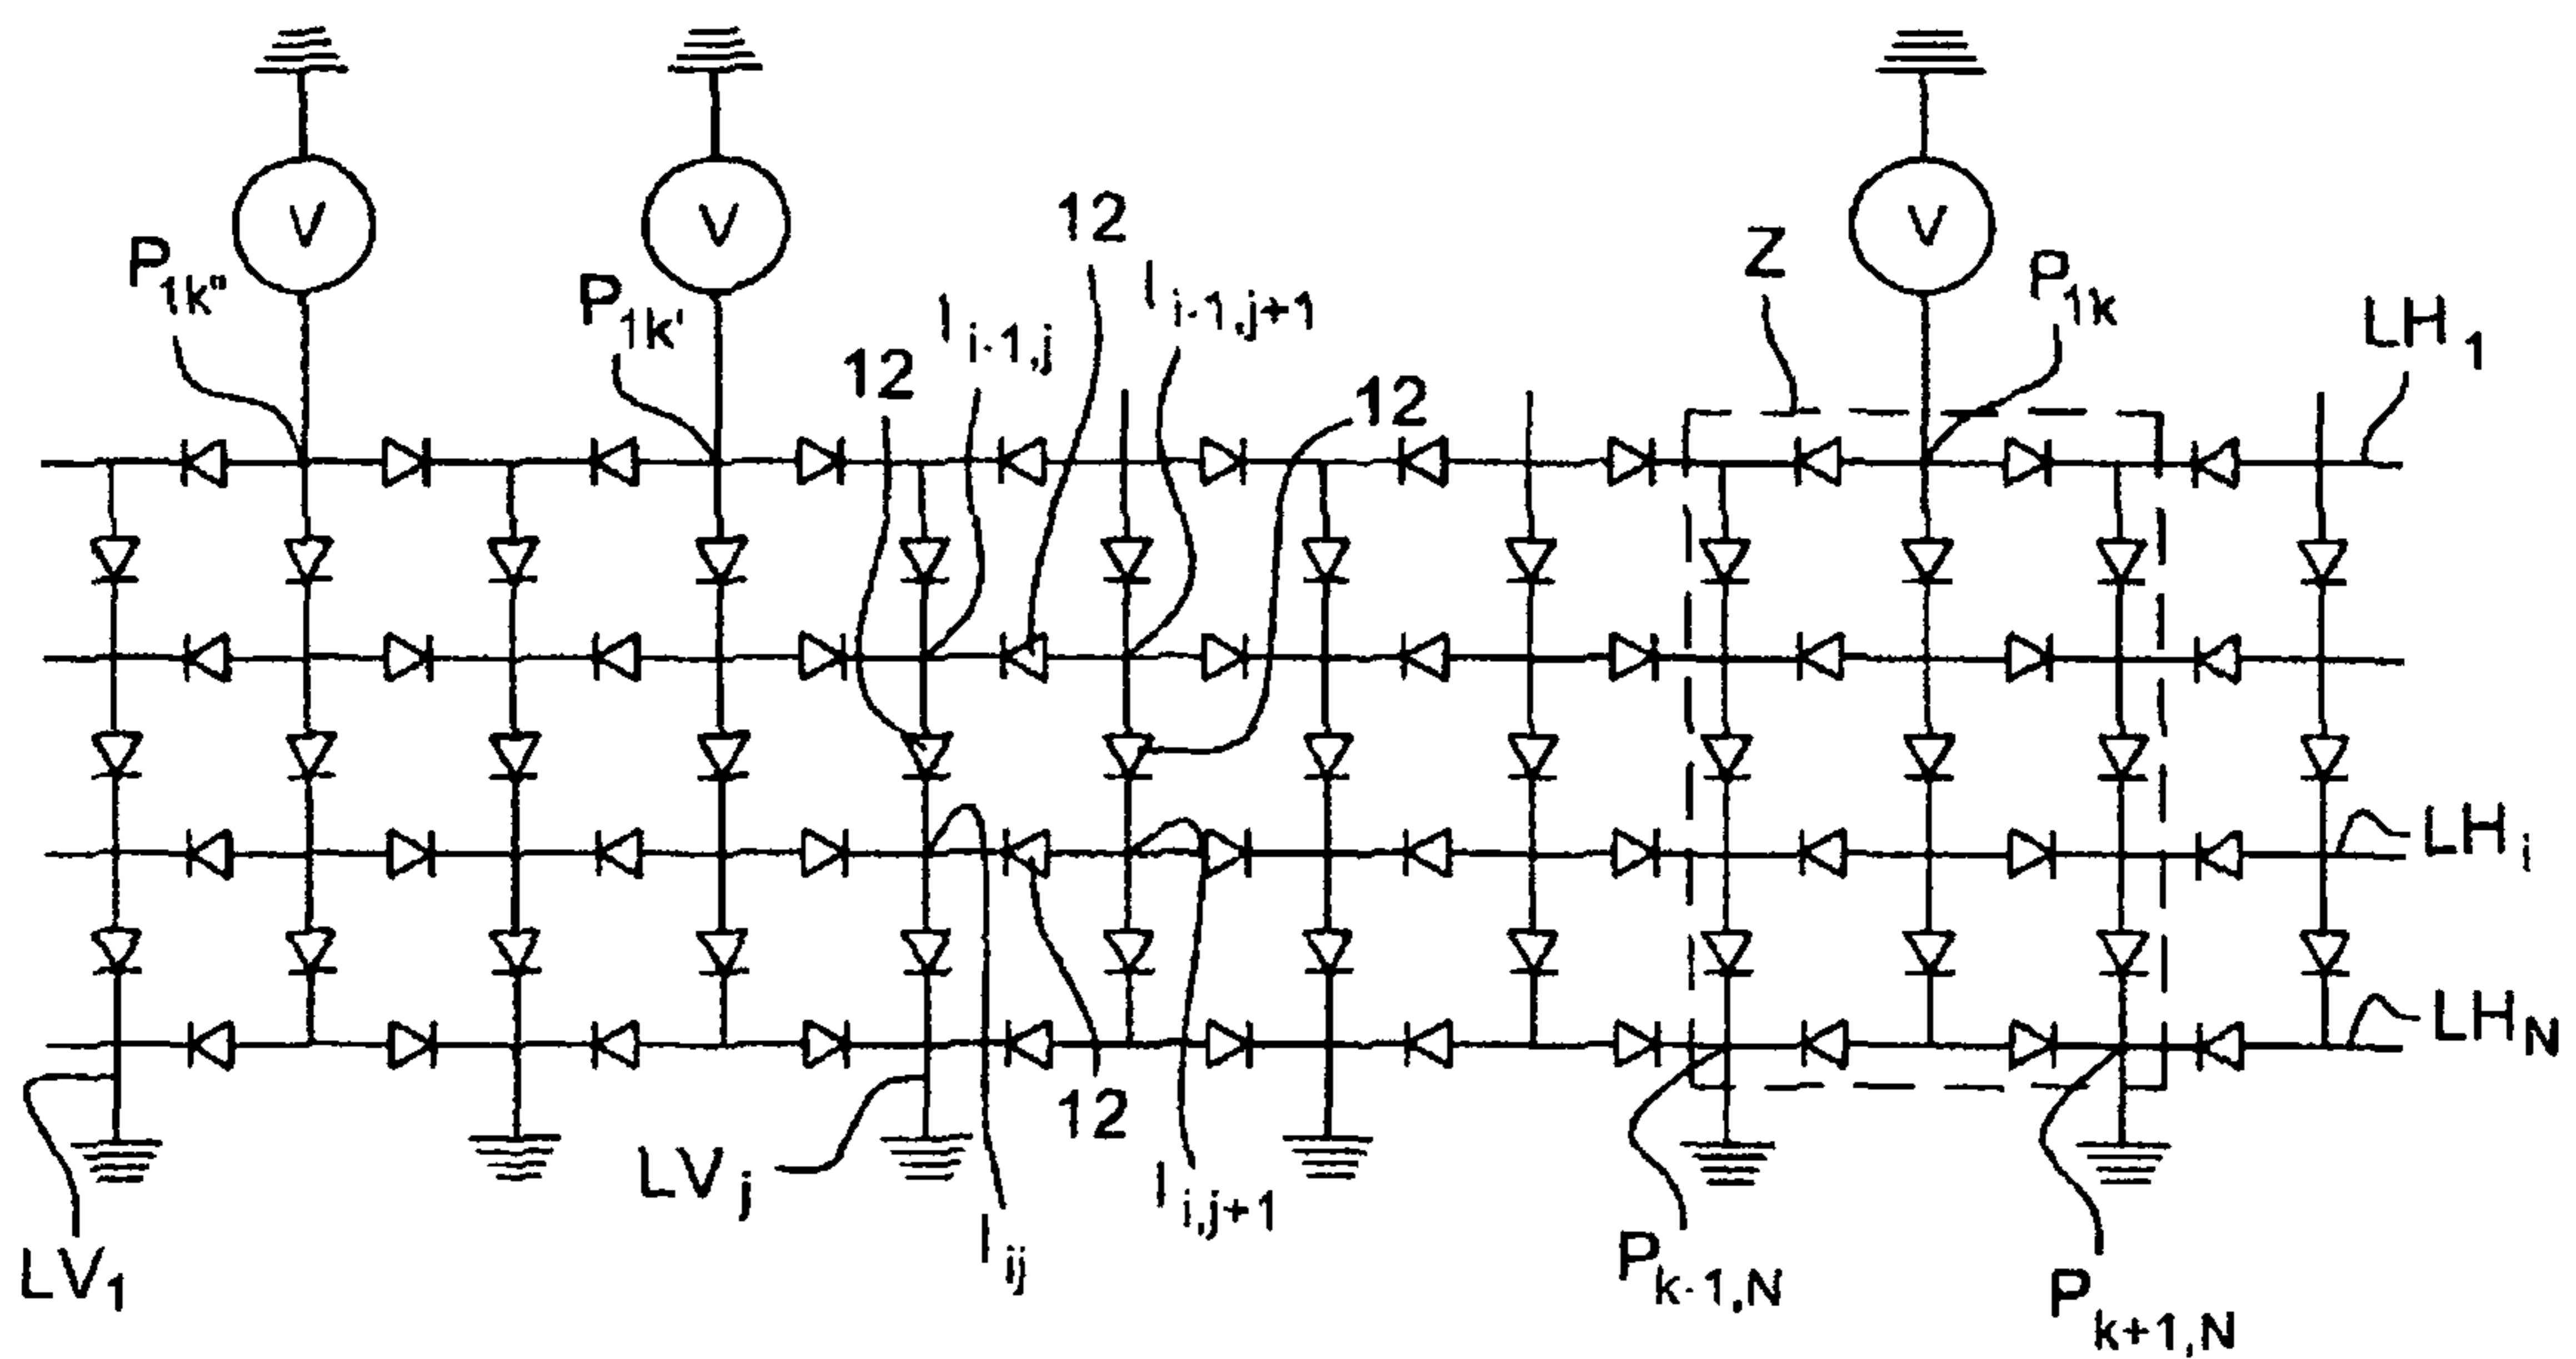 V
V
V
P1k"
P1k'
12
Z
P1k
Ii-1,j
Ii-1,j+1
LH1
12
12
LHi
LHN
12
LVj
Ii,j+1
Iij
LV1
Pk-1,N
Pk+1,N